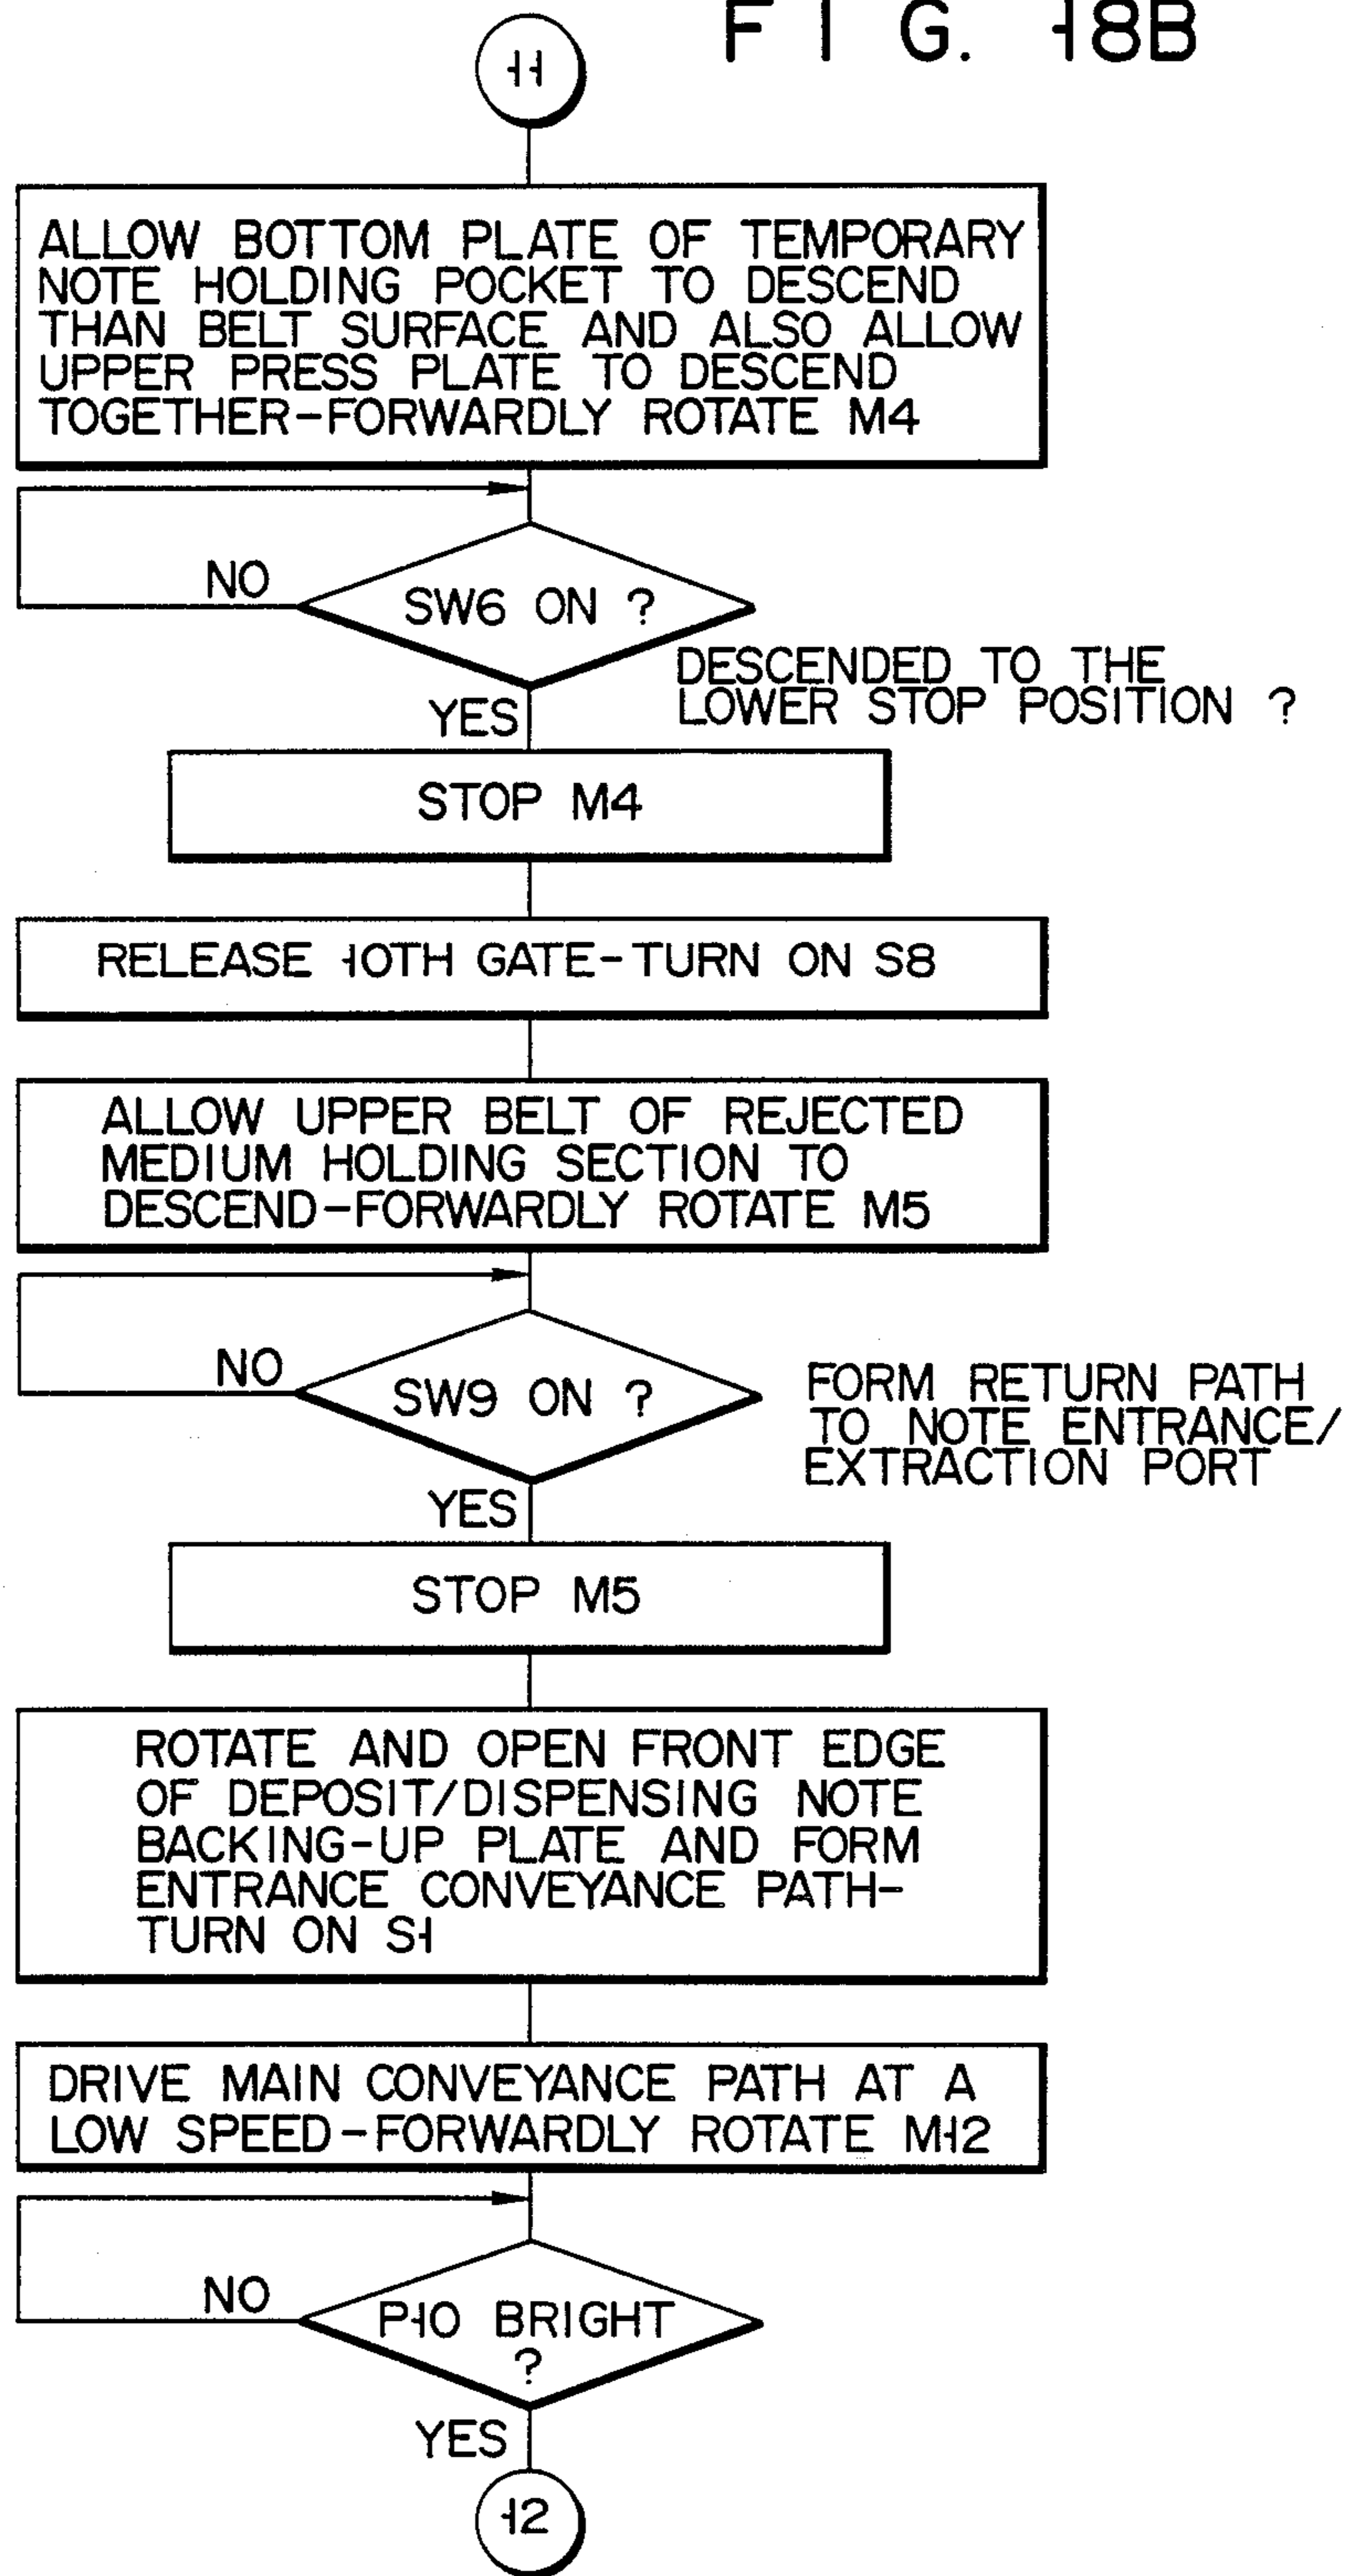 FIG. 18B
11
ALLOW BOTTOM PLATE OF TEMPORARY
NOTE HOLDING POCKET TO DESCEND
THAN BELT SURFACE AND ALSO ALLOW
UPPER PRESS PLATE TO DESCEND
TOGETHER-FORWARDLY ROTATE M4
NO
SW6 ON ?
DESCENDED TO THE
LOWER STOP POSITION ?
YES
STOP M4
RELEASE 10TH GATE-TURN ON S8
ALLOW UPPER BELT OF REJECTED
MEDIUM HOLDING SECTION TO
DESCEND-FORWARDLY ROTATE M5
NO
SW9 ON ?
FORM RETURN PATH
TO NOTE ENTRANCE/
EXTRACTION PORT
YES
STOP M5
ROTATE AND OPEN FRONT EDGE
OF DEPOSIT/DISPENSING NOTE
BACKING-UP PLATE AND FORM
ENTRANCE CONVEYANCE PATH-
TURN ON S1
DRIVE MAIN CONVEYANCE PATH AT A
LOW SPEED-FORWARDLY ROTATE M12
NO
P10 BRIGHT
?
YES
12